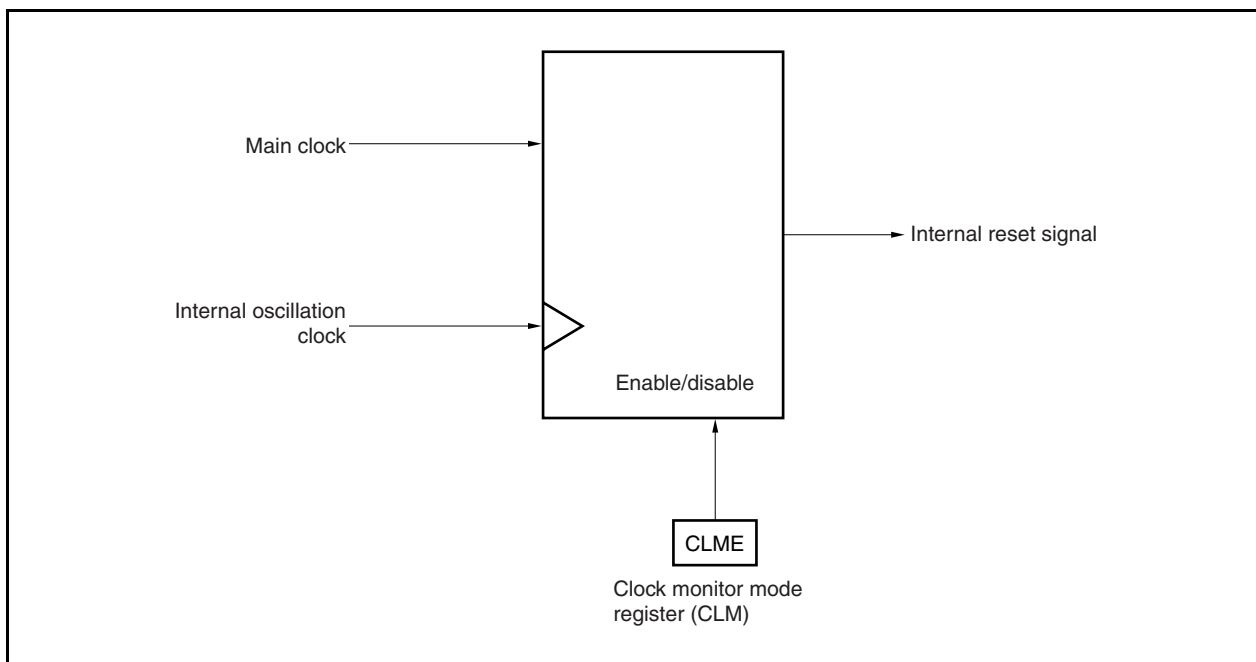 Main clock
Internal reset signal
Internal oscillation
clock
Enable/disable
CLME
Clock monitor mode
register (CLM)